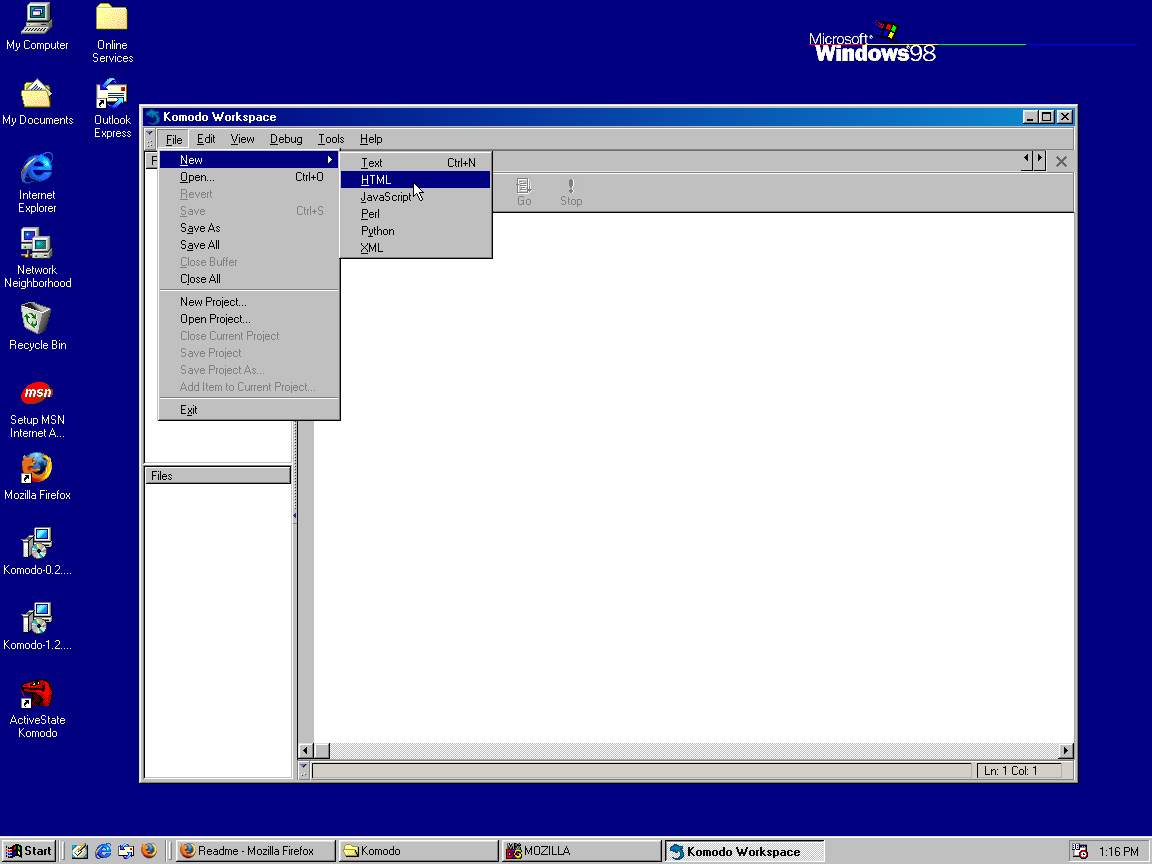 My Computer
Online
Services
My Documents
Outlook
Express
Internet
Explorer
Network
Neighborhood
Recycle Bin
msn
Setup MSN
Internet A...
Mozilla Firefox
Komodo-0.2....
Komodo-1.2....
ActiveState
Komodo
Microsoft
Windows 98
Komodo Workspace
File Edit View Debug Tools Help
F
New
Open... Ctrl+O
Revert
Save Ctrl+S
Save As
Save All
Close Buffer
Close All
New Project...
Open Project...
Close Current Project
Save Project
Save Project As...
Add Item to Current Project...
Exit
Text Ctrl+N
HTML
JavaScript
Perl
Python
XML
Go Stop
Files
Ln: 1 Col: 1
Start Readme - Mozilla Firefox Komodo MOZILLA Komodo Workspace 1:16 PM